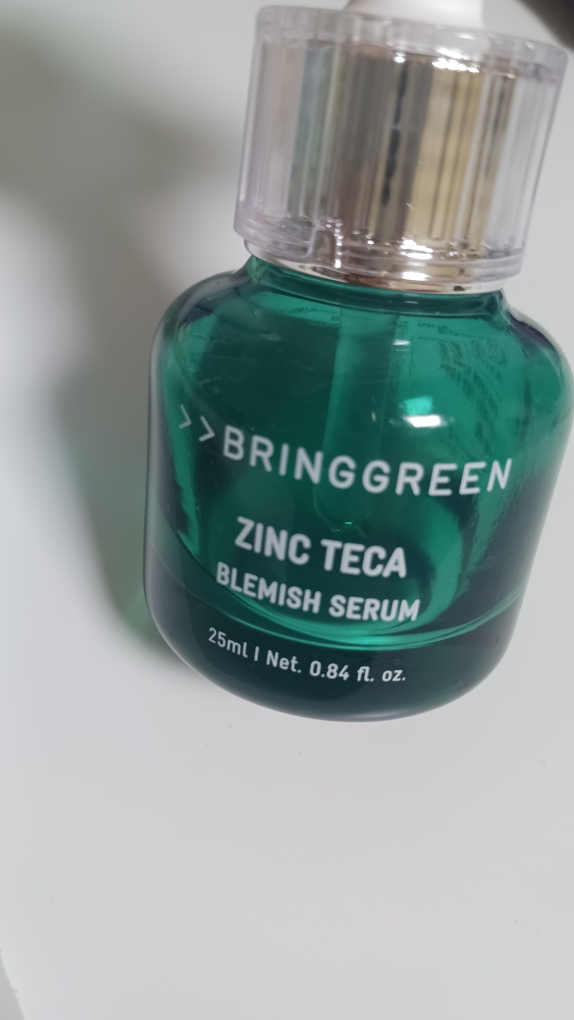 >>BRINGGREEN
ZINC TECA
BLEMISH SERUM
25ml | Net. 0.84 fl. oz.